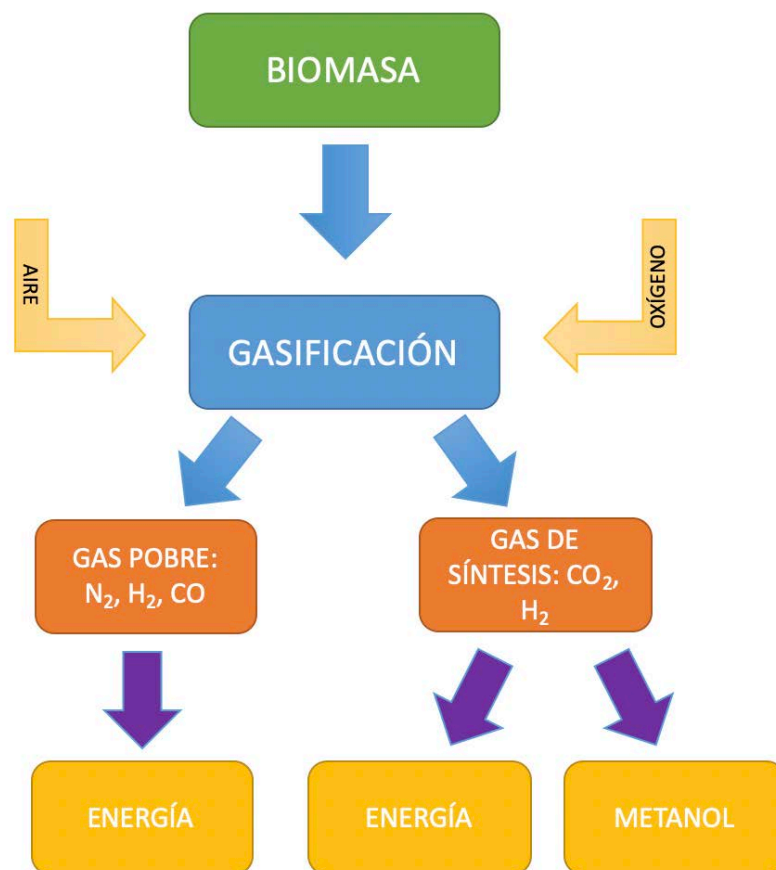 BIOMASA
AIRE
OXÍGENO
GASIFICACIÓN
GAS POBRE:
N₂, H₂, CO
GAS DE
SÍNTESIS: CO₂,
H₂
ENERGÍA
ENERGÍA
METANOL